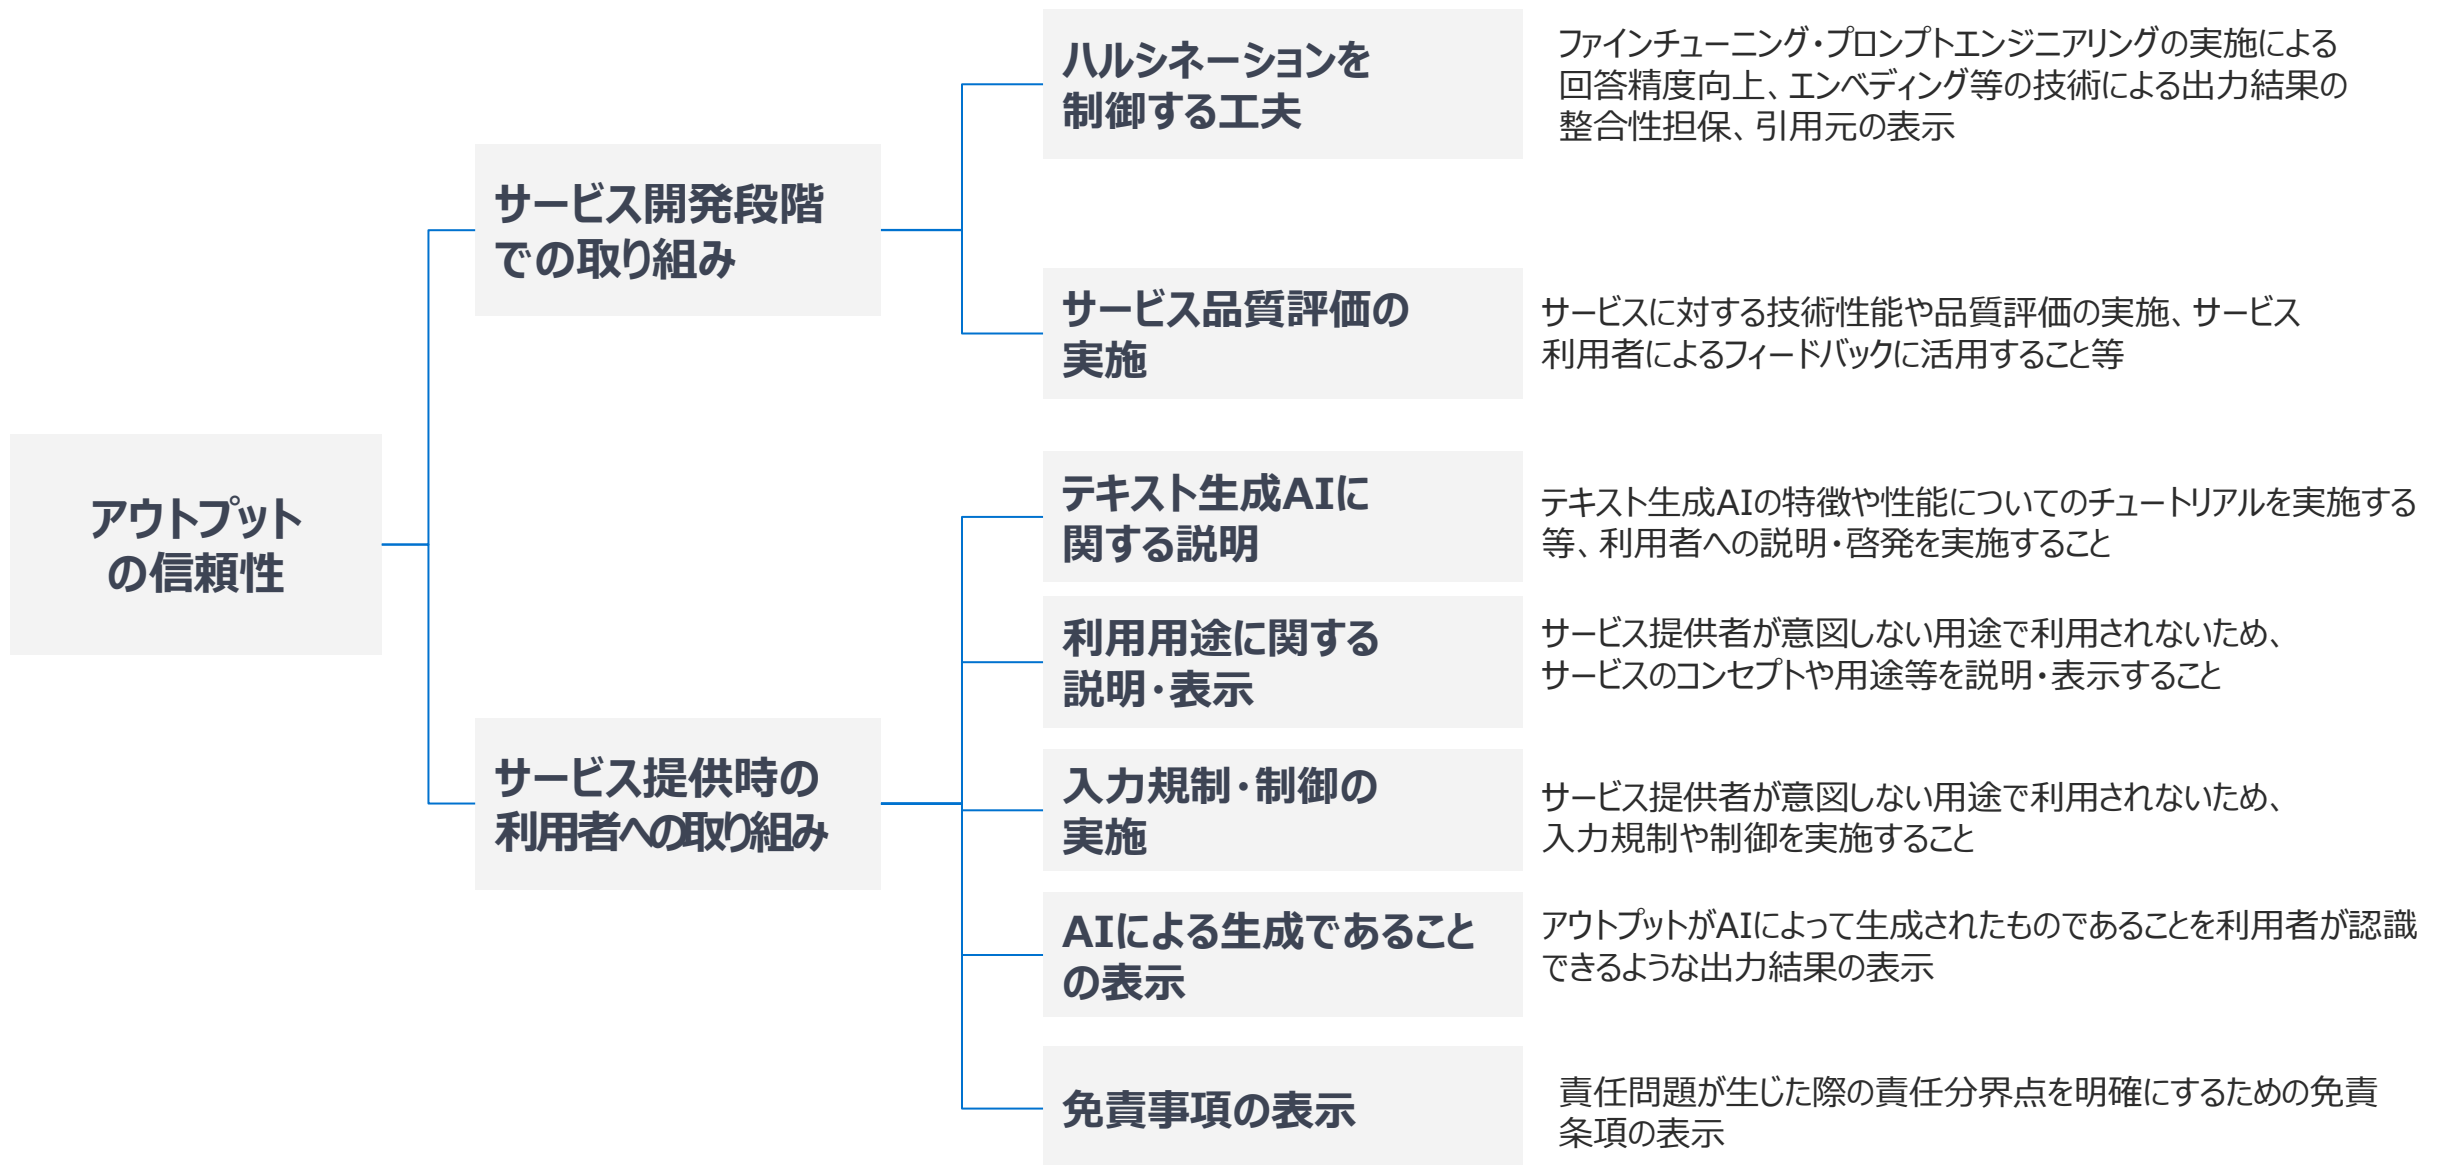 アウトプット
の信頼性
サービス開発段階
での取り組み
ハルシネーションを
制御する工夫
ファインチューニング・プロンプトエンジニアリングの実施による
回答精度向上、エンベディング等の技術による出力結果の
整合性担保、引用元の表示
サービス品質評価の
実施
サービスに対する技術性能や品質評価の実施、サービス
利用者によるフィードバックに活用すること等
サービス提供時の
利用者への取り組み
テキスト生成AIに
関する説明
テキスト生成AIの特徴や性能についてのチュートリアルを実施する
等、利用者への説明・啓発を実施すること
利用用途に関する
説明・表示
サービス提供者が意図しない用途で利用されないため、
サービスのコンセプトや用途等を説明・表示すること
入力規制・制御の
実施
サービス提供者が意図しない用途で利用されないため、
入力規制や制御を実施すること
AIによる生成であること
の表示
アウトプットがAIによって生成されたものであることを利用者が認識
できるような出力結果の表示
免責事項の表示
責任問題が生じた際の責任分界点を明確にするための免責
条項の表示